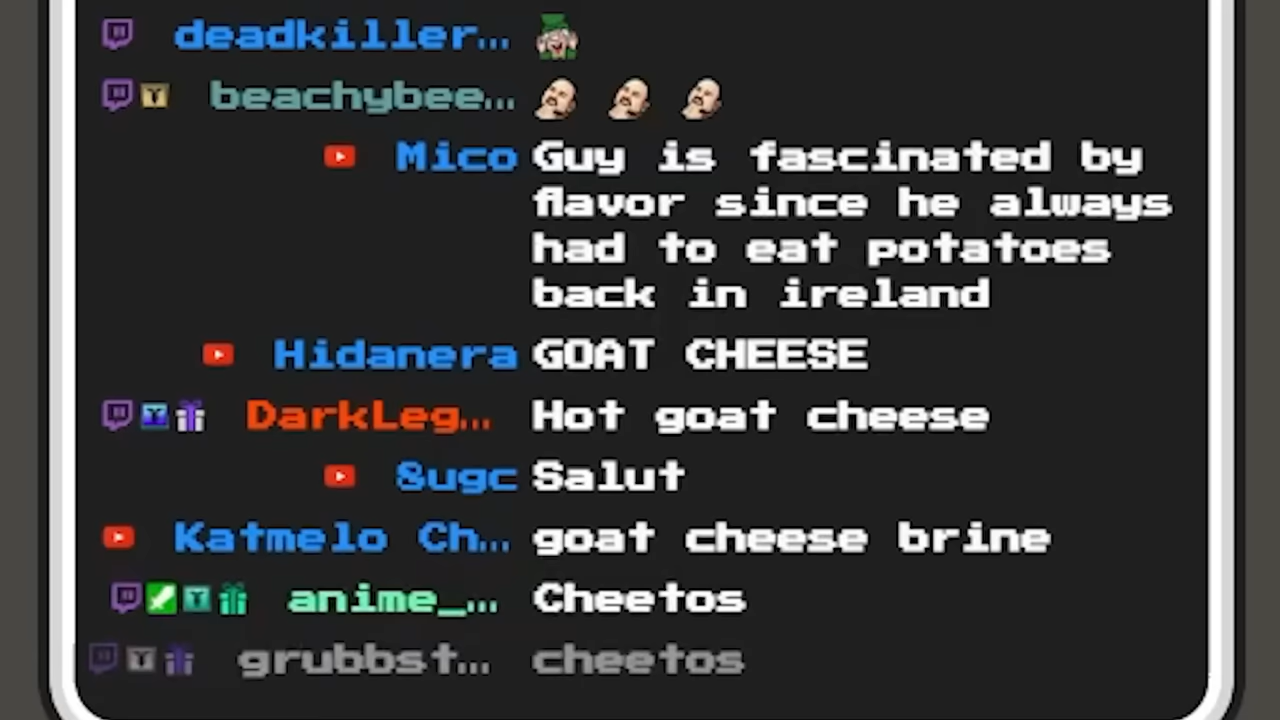 deadkiller...
beachybee...
Mico Guy is fascinated by
flavor since he always
had to eat potatoes
back in ireland
Hidanera GOAT CHEESE
DarkLeg... Hot goat cheese
&ugc Salut
Katmelo Ch... goat cheese brine
anime_... Cheetos
grubbst... cheetos